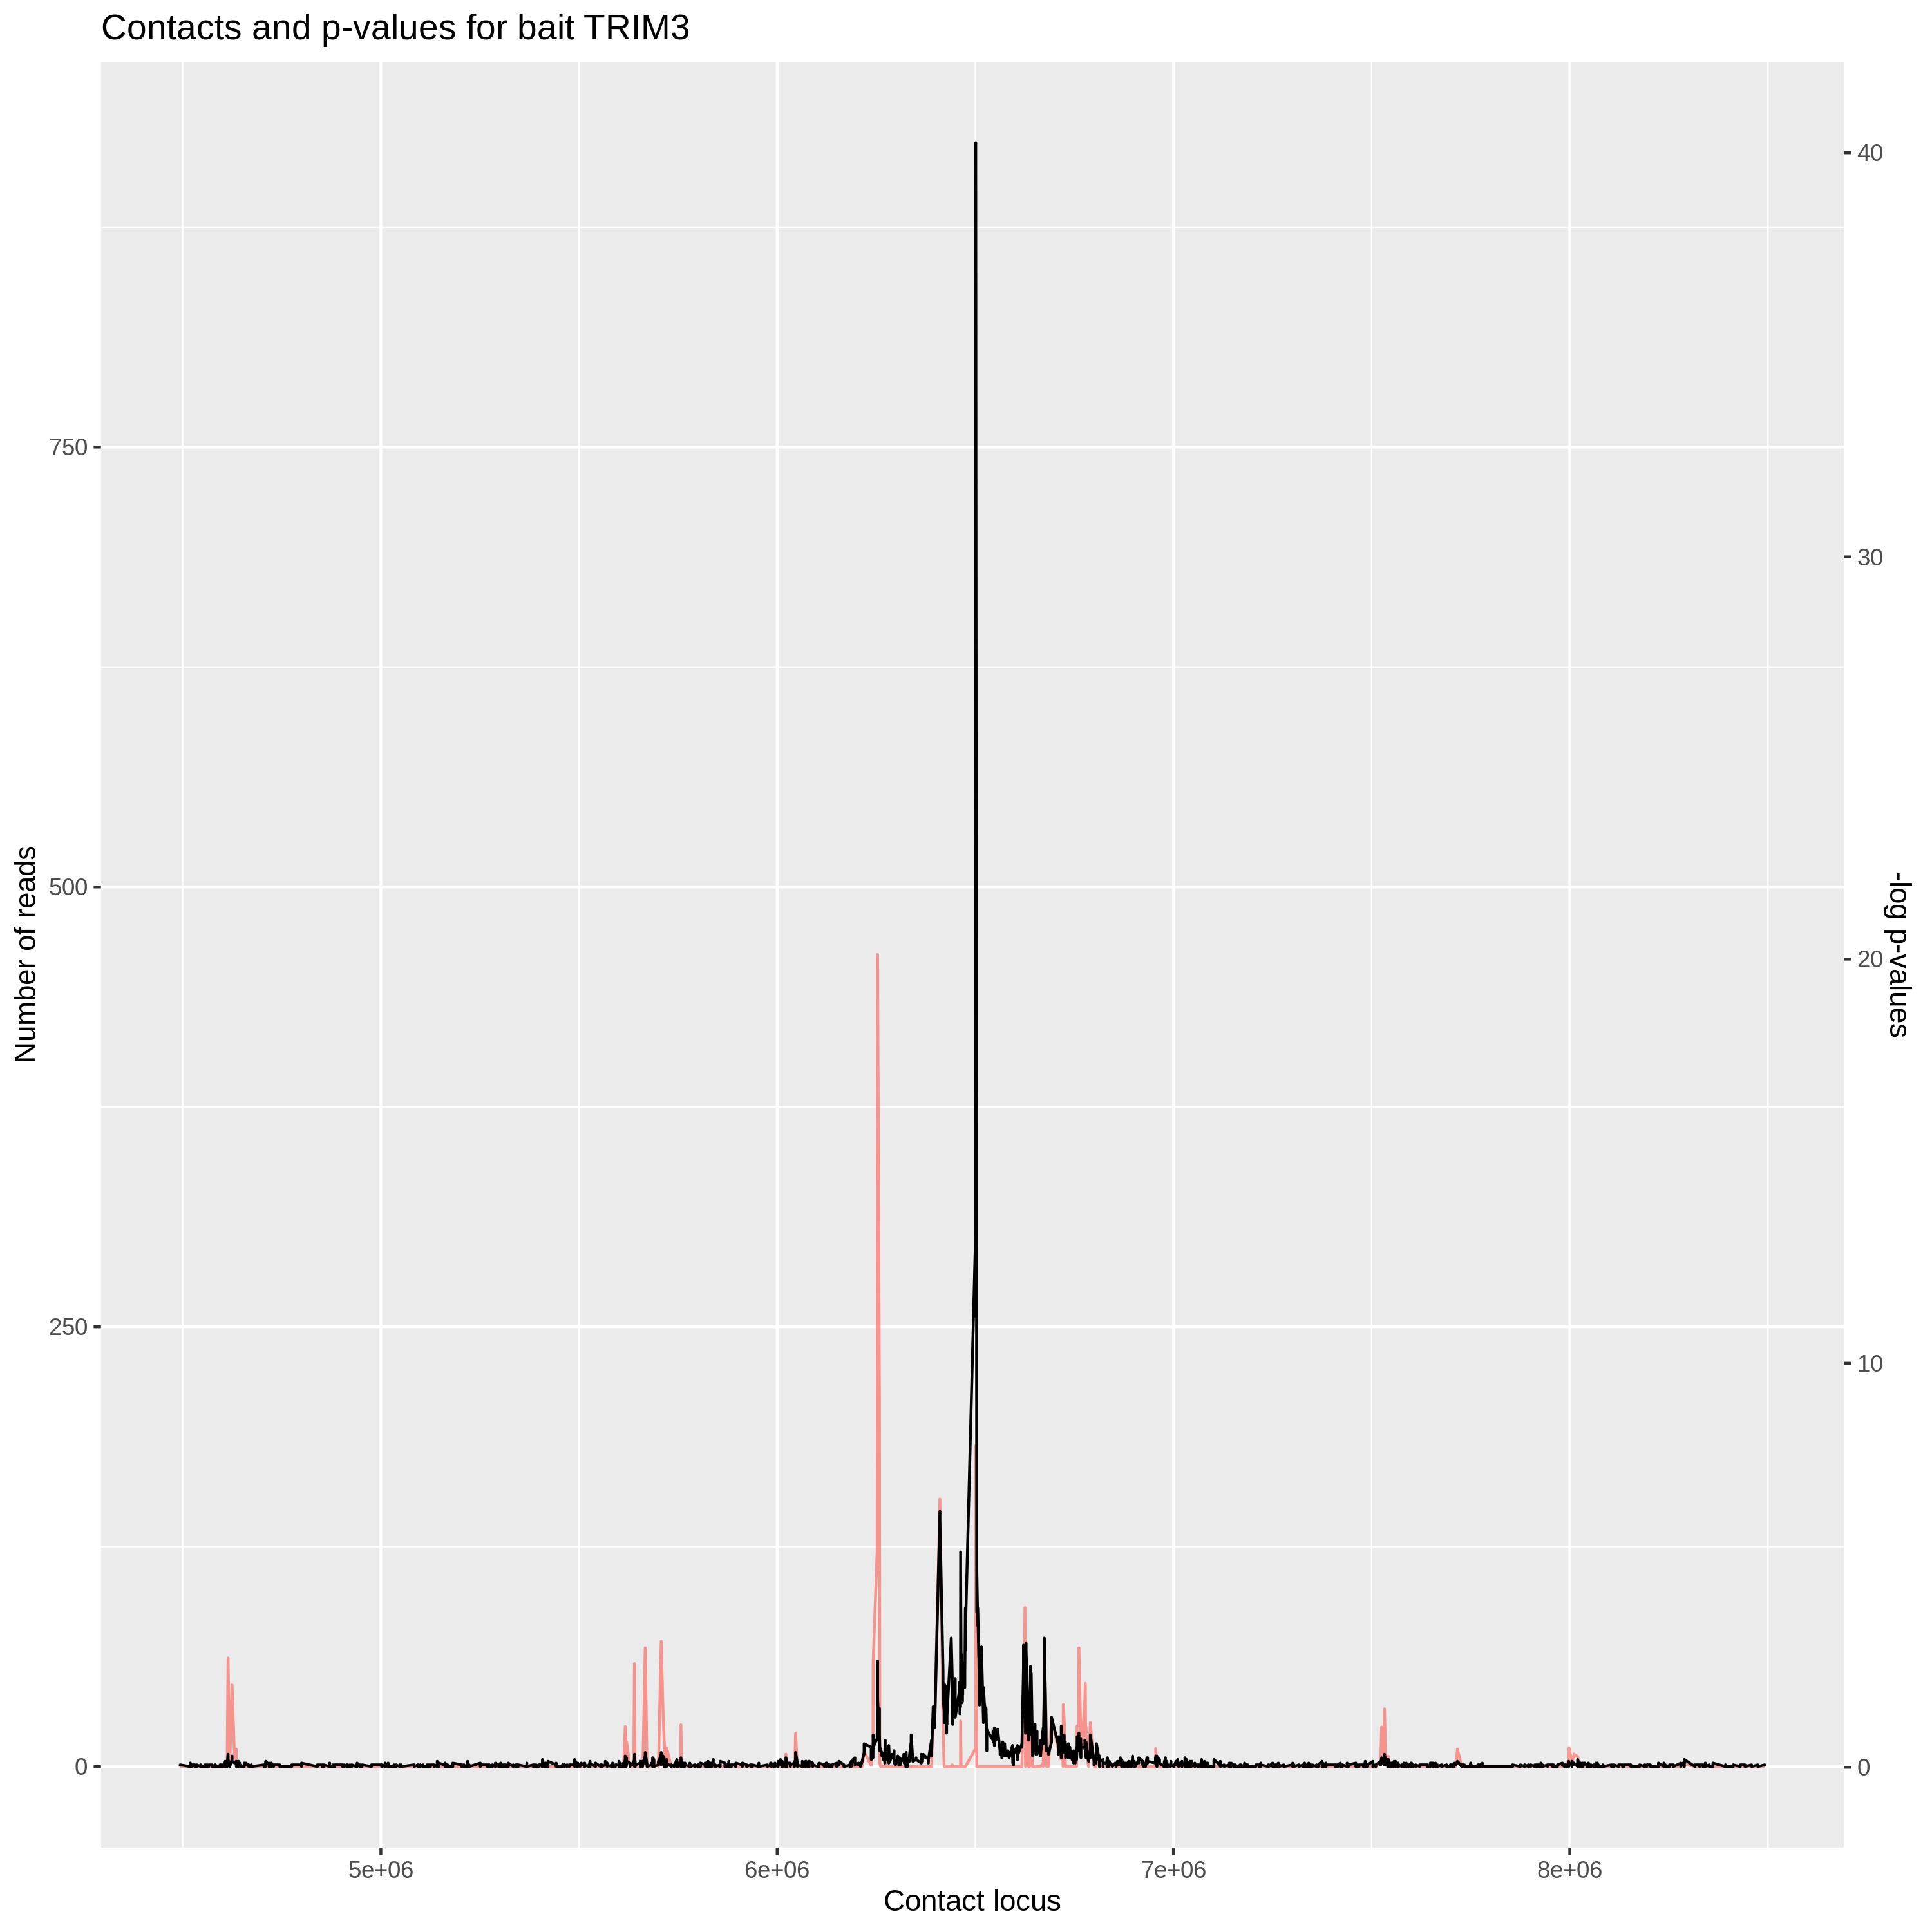 Contacts and p-values for bait TRIM3
Number of reads
750
500
250
0
40
30
20
10
0
-log p-values
5e+06
6e+06
7e+06
8e+06
Contact locus